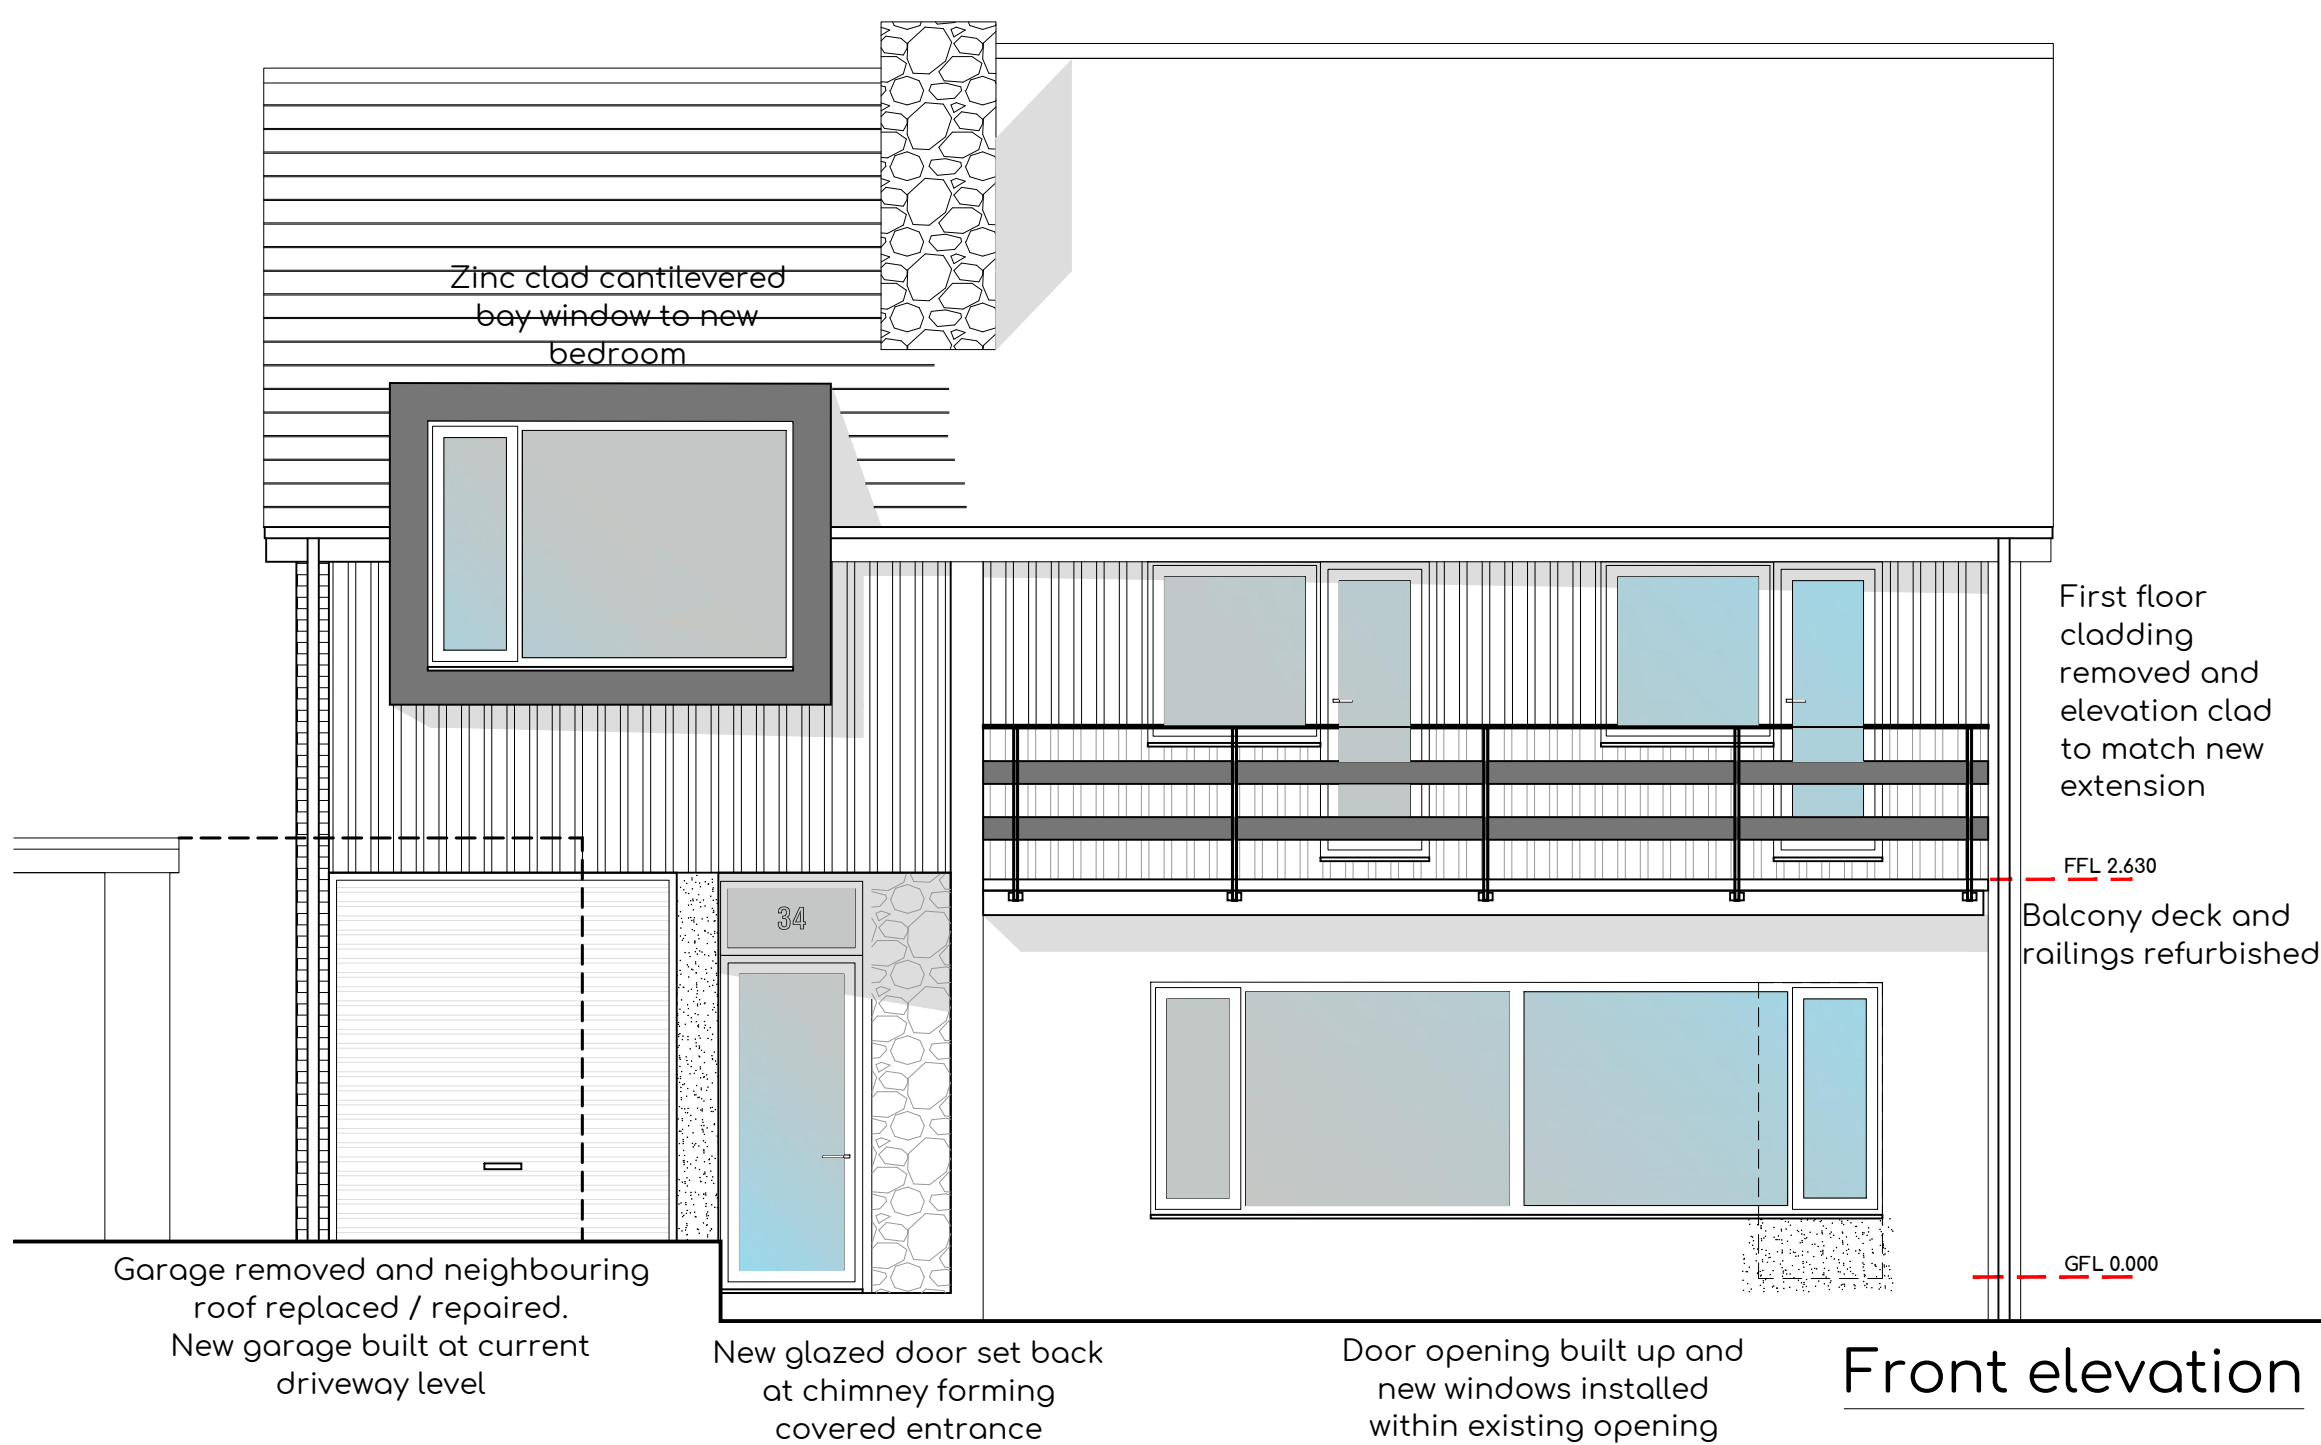 Zinc clad cantilevered
bay window to new
bedroom
First floor
cladding
removed and
elevation clad
to match new
extension
FFL 2.630
34
Balcony deck and
railings refurbished
GFL 0.000
Garage removed and neighbouring
roof replaced / repaired.
New garage built at current
driveway level
New glazed door set back
at chimney forming
covered entrance
Door opening built up and
new windows installed
within existing opening
Front elevation